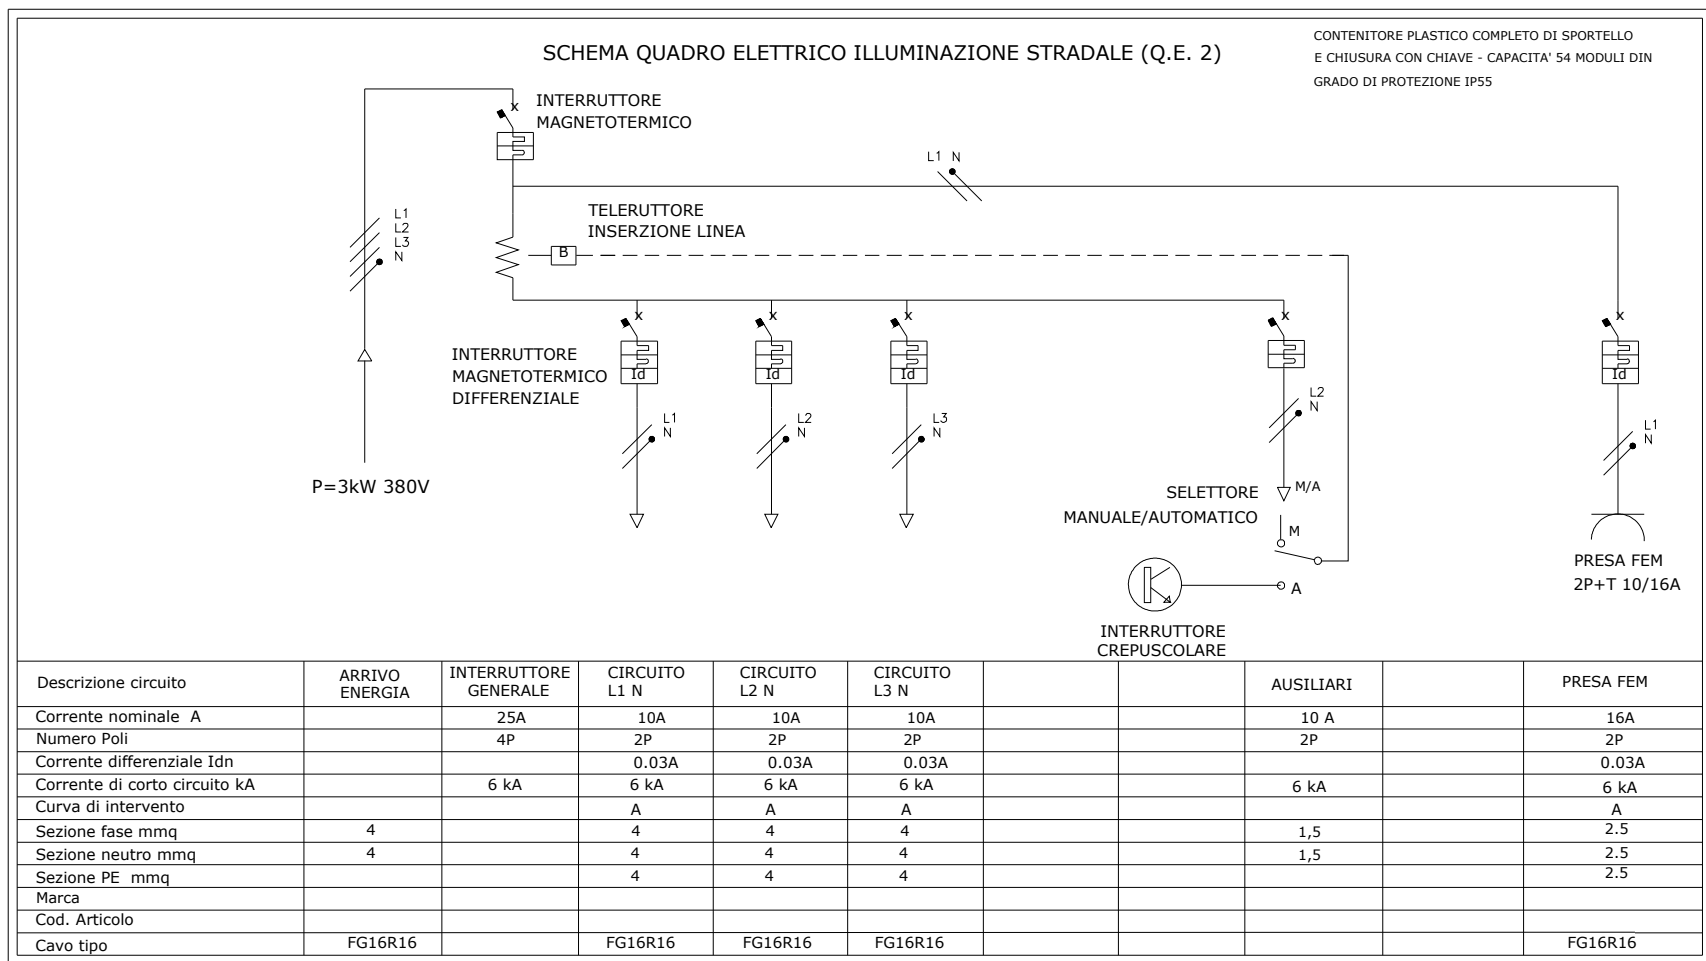 SCHEMA QUADRO ELETTRICO ILLUMINAZIONE STRADALE (Q.E. 2)
CONTENITORE PLASTICO COMPLETO DI SPORTELLO
E CHIUSURA CON CHIAVE - CAPACITA' 54 MODULI DIN
GRADO DI PROTEZIONE IP55
INTERRUTTORE
MAGNETOTERMICO
x
L1 N
L1
L2
L3
N
TELERUTTORE
INSERZIONE LINEA
B
x x x x x
INTERRUTTORE
MAGNETOTERMICO
DIFFERENZIALE
Id Id Id Id
L1
N
L2
N
L3
N
L2
N
L1
N
P=3kW 380V
SELETTORE
MANUALE/AUTOMATICO
M/A
M
A
INTERRUTTORE
CREPUSCOLARE
PRESA FEM
2P+T 10/16A
Descrizione circuito
ARRIVO
ENERGIA
INTERRUTTORE
GENERALE
CIRCUITO
L1 N
CIRCUITO
L2 N
CIRCUITO
L3 N
AUSILIARI
PRESA FEM
Corrente nominale A 25A 10A 10A 10A 10 A 16A
Numero Poli 4P 2P 2P 2P 2P 2P
Corrente differenziale Idn 0.03A 0.03A 0.03A 0.03A
Corrente di corto circuito kA 6 kA 6 kA 6 kA 6 kA 6 kA 6 kA
Curva di intervento A A A A
Sezione fase mmq 4 4 4 4 1,5 2.5
Sezione neutro mmq 4 4 4 4 1,5 2.5
Sezione PE mmq 4 4 4 2.5
Marca
Cod. Articolo
Cavo tipo FG16R16 FG16R16 FG16R16 FG16R16 FG16R16